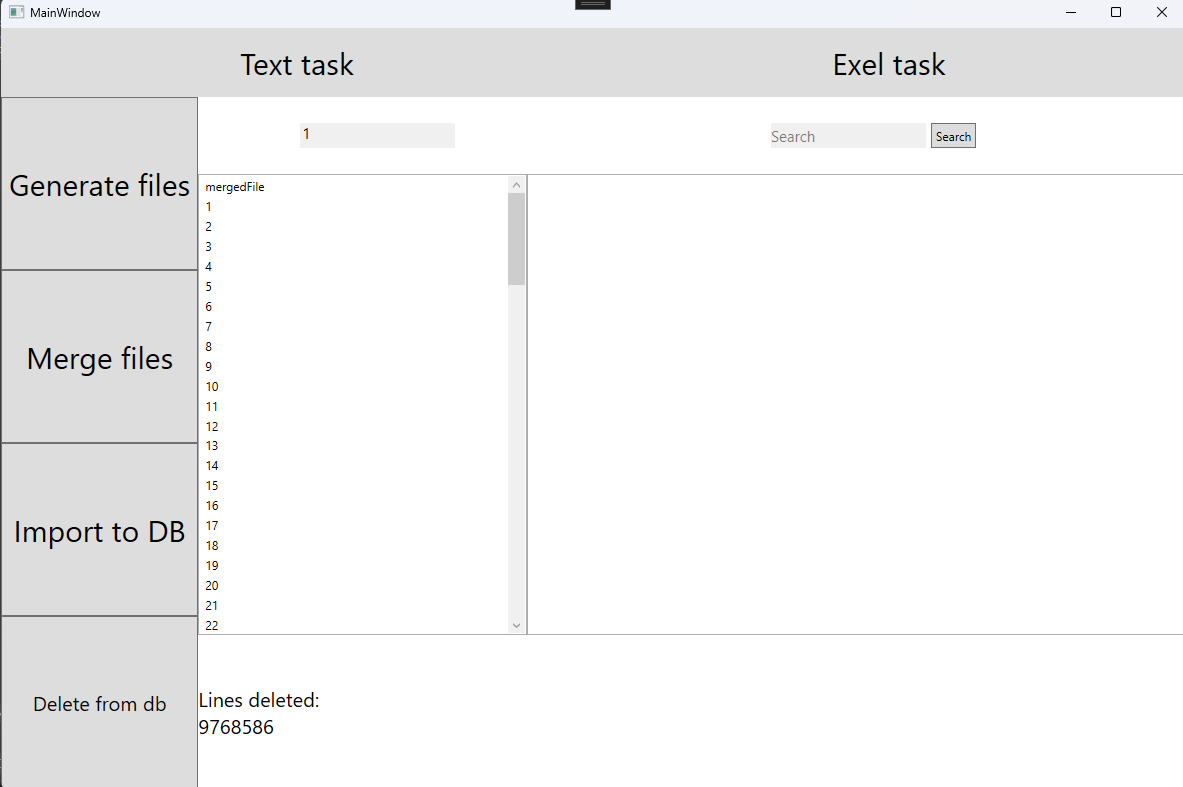 MainWindow
Text task
Exel task
Generate files
Merge files
Import to DB
Delete from db
1
Search
Search
mergedFile
1
2
3
4
5
6
7
8
9
10
11
12
13
14
15
16
17
18
19
20
21
22
Lines deleted:
9768586